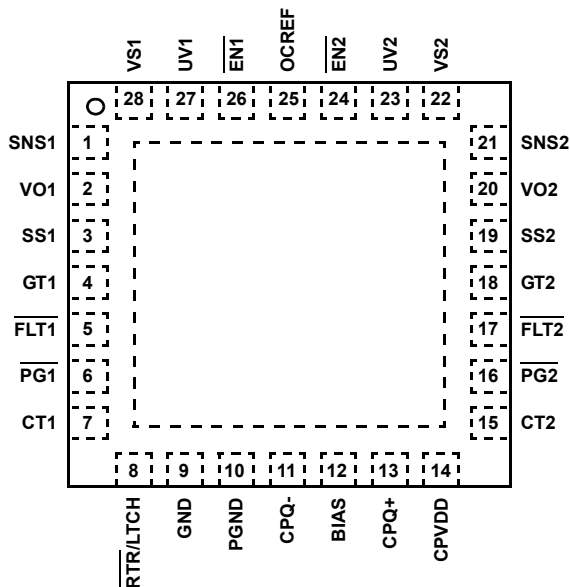 VS1
UV1
EN1
OCREF
EN2
UV2
VS2
28
27
26
25
24
23
22
SNS1 1
21 SNS2
VO1 2
20 VO2
SS1 3
19 SS2
GT1 4
18 GT2
FLT1 5
17 FLT2
PG1 6
16 PG2
CT1 7
15 CT2
8
9
10
11
12
13
14
RTR/LTCH
GND
PGND
CPQ-
BIAS
CPQ+
CPVDD